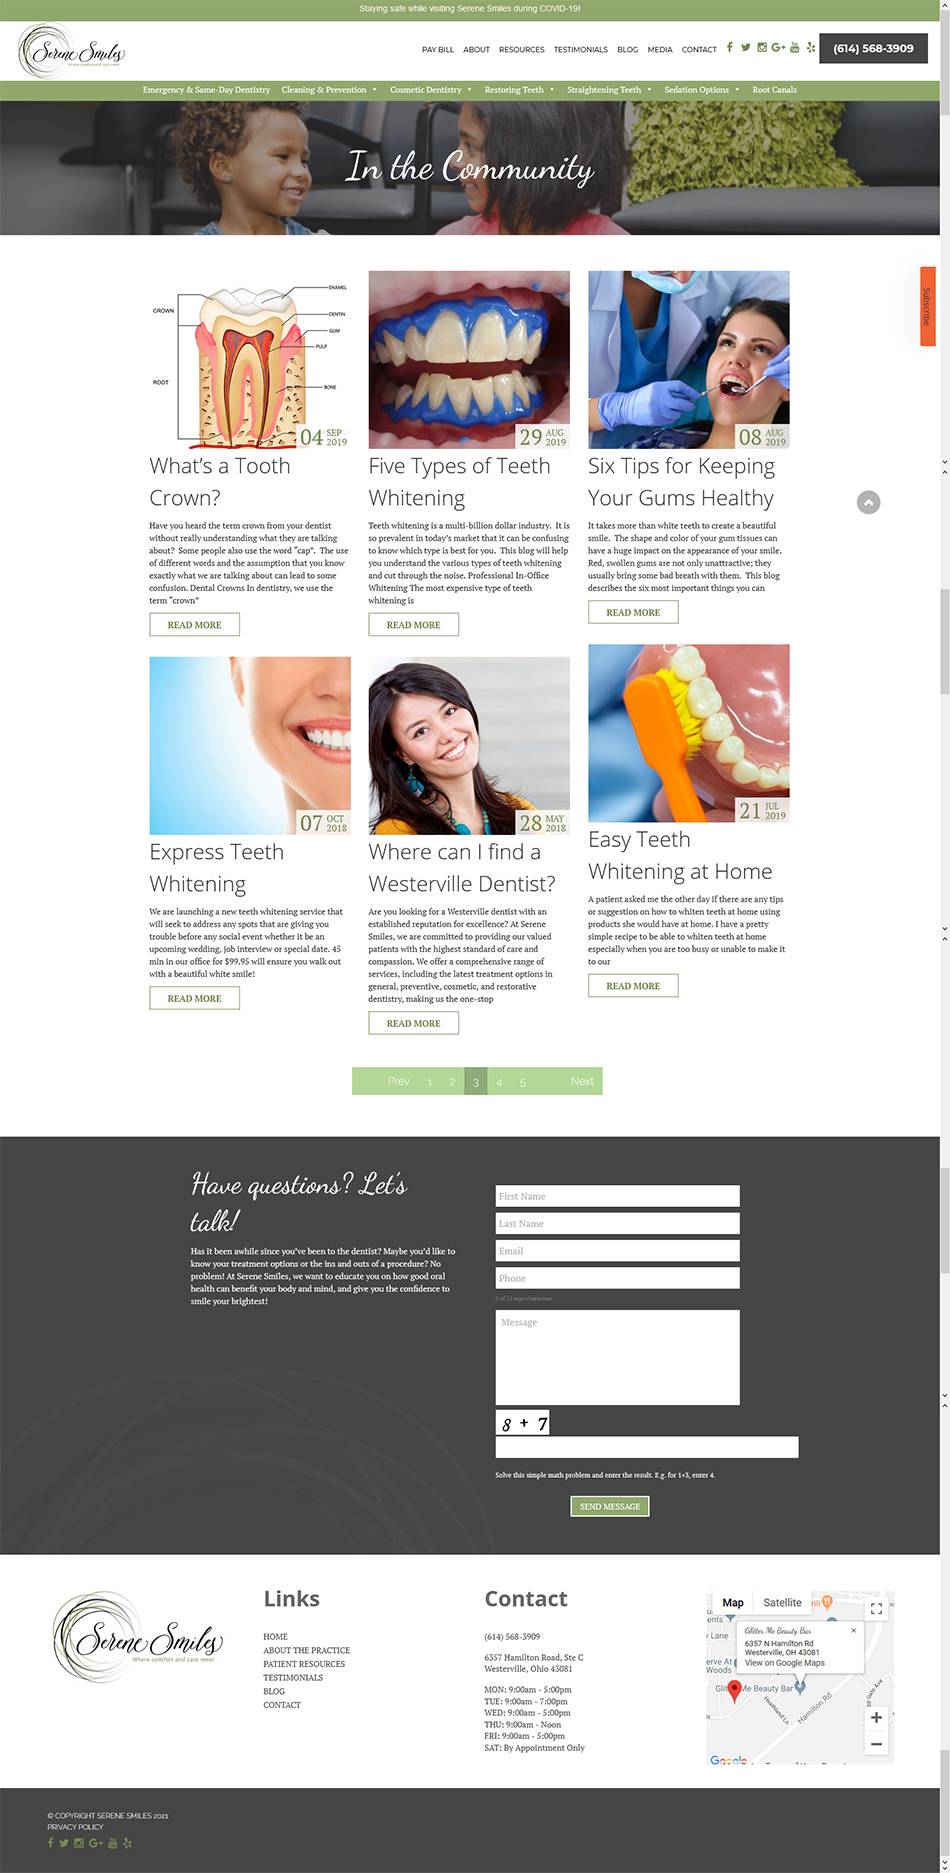 Staying safe while visiting Serene Smiles during COVID-19!
Serene Smiles
Where comfort and care meet
PAY BILL ABOUT RESOURCES TESTIMONIALS BLOG MEDIA CONTACT
(614) 568-3909
Emergency & Same-Day Dentistry Cleaning & Prevention Cosmetic Dentistry Restoring Teeth Straightening Teeth Sedation Options Root Canals
In the Community
Subscribe
CROWN
ROOT
ENAMEL
DENTIN
GUM
PULP
BONE
04 SEP 2019
What's a Tooth
Crown?
Have you heard the term crown from your dentist
without really understanding what they are talking
about?  Some people also use the word "cap".  The use
of different words and the assumption that you know
exactly what we are talking about can lead to some
confusion. Dental Crowns In dentistry, we use the
term "crown"
READ MORE
29 AUG 2019
Five Types of Teeth
Whitening
Teeth whitening is a multi-billion dollar industry.  It is
so prevalent in today's market that it can be confusing
to know which type is best for you.  This blog will help
you understand the various types of teeth whitening
and cut through the noise. Professional In-Office
Whitening The most expensive type of teeth
whitening is
READ MORE
08 AUG 2019
Six Tips for Keeping
Your Gums Healthy
It takes more than white teeth to create a beautiful
smile.  The shape and color of your gum tissues can
have a huge impact on the appearance of your smile.
Red, swollen gums are not only unattractive; they
usually bring some bad breath with them.  This blog
describes the six most important things you can
READ MORE
07 OCT 2018
Express Teeth
Whitening
We are launching a new teeth whitening service that
will seek to address any spots that are giving you
trouble before any social event whether it be an
upcoming wedding, job interview or special date. 45
min in our office for $99.95 will ensure you walk out
with a beautiful white smile!
READ MORE
28 MAY 2018
Where can I find a
Westerville Dentist?
Are you looking for a Westerville dentist with an
established reputation for excellence? At Serene
Smiles, we are committed to providing our valued
patients with the highest standard of care and
compassion. We offer a comprehensive range of
services, including the latest treatment options in
general, preventive, cosmetic, and restorative
dentistry, making us the one-stop
READ MORE
21 JUL 2019
Easy Teeth
Whitening at Home
A patient asked me the other day if there are any tips
or suggestion on how to whiten teeth at home using
products she would have at home. I have a pretty
simple recipe to be able to whiten teeth at home
especially when you are too busy or unable to make it
to our
READ MORE
Prev 1 2 3 4 5 Next
Have questions? Let's
talk!
Has it been awhile since you've been to the dentist? Maybe you'd like to
know your treatment options or the ins and outs of a procedure? No
problem! At Serene Smiles, we want to educate you on how good oral
health can benefit your body and mind, and give you the confidence to
smile your brightest!
First Name
Last Name
Email
Phone
0 of 11 max characters
Message
8 + 7
Solve this simple math problem and enter the result. E.g. for 1+3, enter 4.
SEND MESSAGE
Serene Smiles
Where comfort and care meet
Links
HOME
ABOUT THE PRACTICE
PATIENT RESOURCES
TESTIMONIALS
BLOG
CONTACT
Contact
(614) 568-3909
6357 Hamilton Road, Ste C
Westerville, Ohio 43081
MON: 9:00am - 5:00pm
TUE: 9:00am - 7:00pm
WED: 9:00am - 5:00pm
THU: 9:00am - Noon
FRI: 9:00am - 5:00pm
SAT: By Appointment Only
Map Satellite
Glitter Me Beauty Bar
6357 N Hamilton Rd
Westerville, OH 43081
View on Google Maps
Me Beauty Bar
Hamilton Rd
Heathland Ln
Google
© COPYRIGHT SERENE SMILES 2021
PRIVACY POLICY